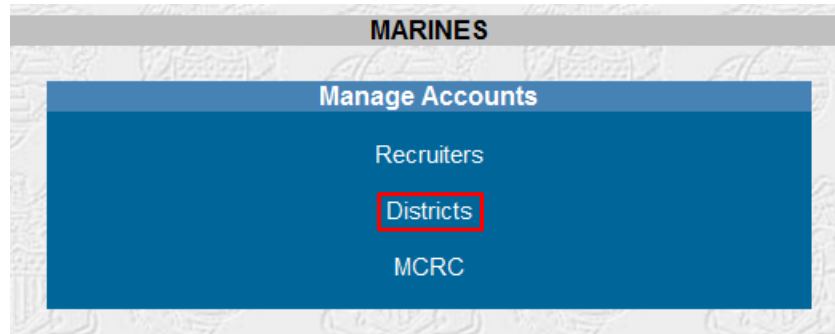 MARINES
Manage Accounts
Recruiters
Districts
MCRC